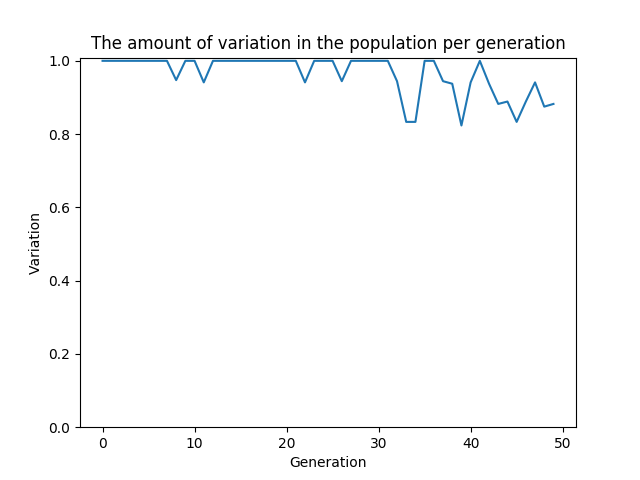 The amount of variation in the population per generation
1.0
0.8
0.6
0.4
0.2
0.0
Variation
0 10 20 30 40 50
Generation